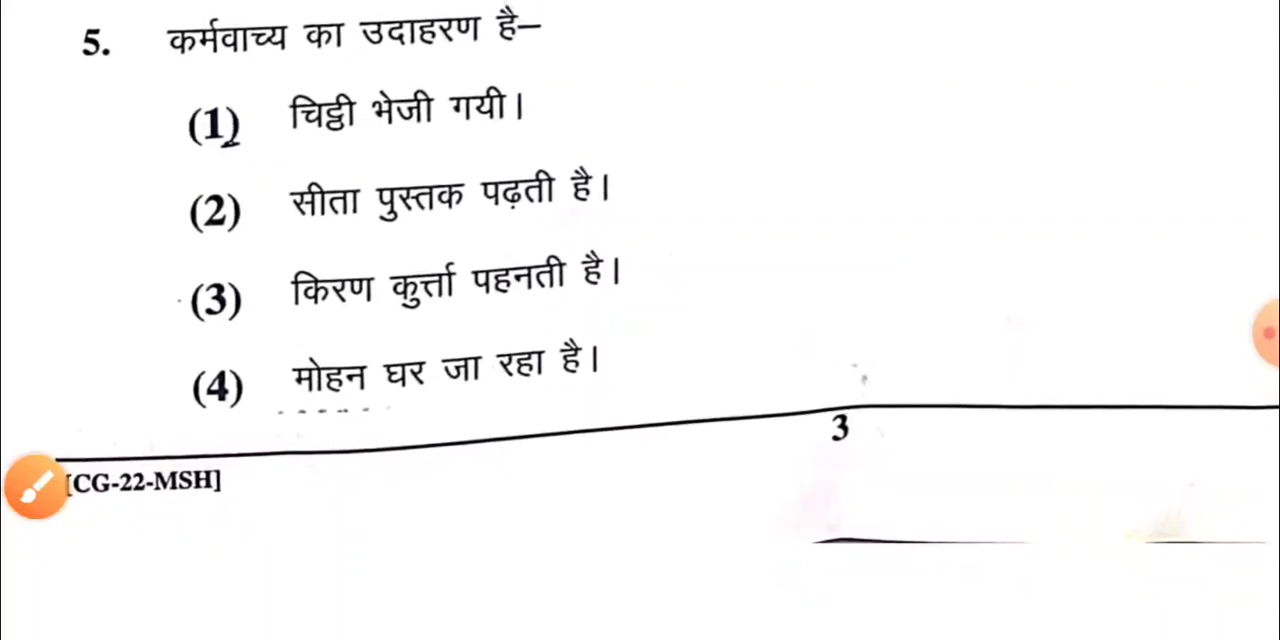 5. कर्मवाच्य का उदाहरण है–
(1) चिट्ठी भेजी गयी।
(2) सीता पुस्तक पढ़ती है।
(3) किरण कुर्त्ता पहनती है।
(4) मोहन घर जा रहा है।
3
[CG-22-MSH]